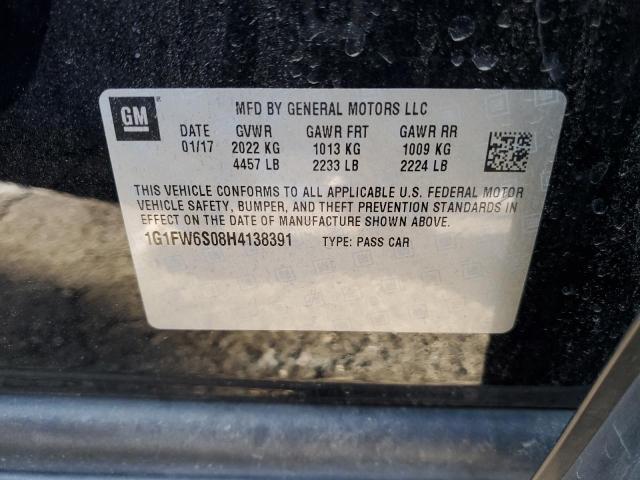 GM ® MFD BY GENERAL MOTORS LLC
DATE GVWR GAWR FRT GAWR RR
01/17 2022 KG 1013 KG 1009 KG
4457 LB 2233 LB 2224 LB
THIS VEHICLE CONFORMS TO ALL APPLICABLE U.S. FEDERAL MOTOR
VEHICLE SAFETY, BUMPER, AND THEFT PREVENTION STANDARDS IN
EFFECT ON THE DATE OF MANUFACTURE SHOWN ABOVE.
1G1FW6S08H4138391 TYPE: PASS CAR